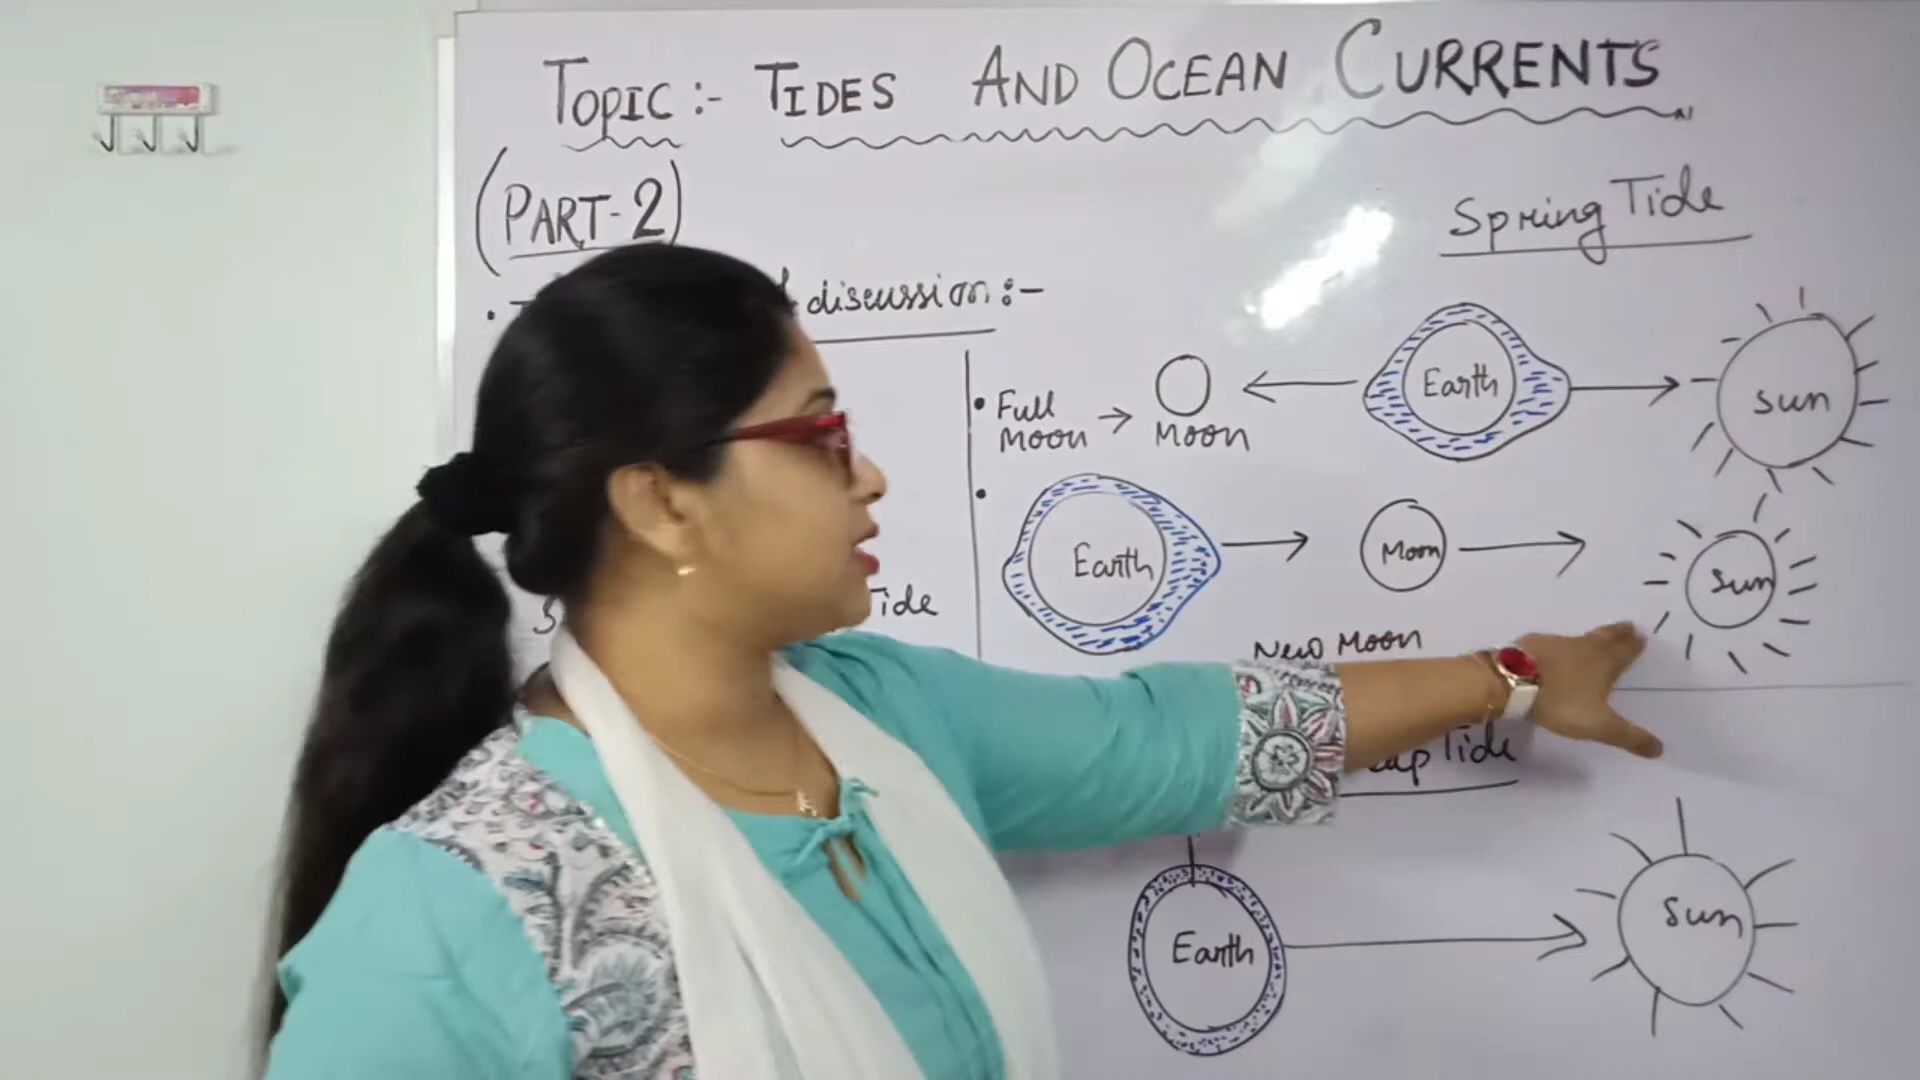 TOPIC :- TIDES AND OCEAN CURRENTS
(PART-2)
discussion :-
Spring Tide
Full
Moon →
Moon
Earth
Sun
Earth
Moon
Sun
New Moon
Tide
Tide
Earth
Sun